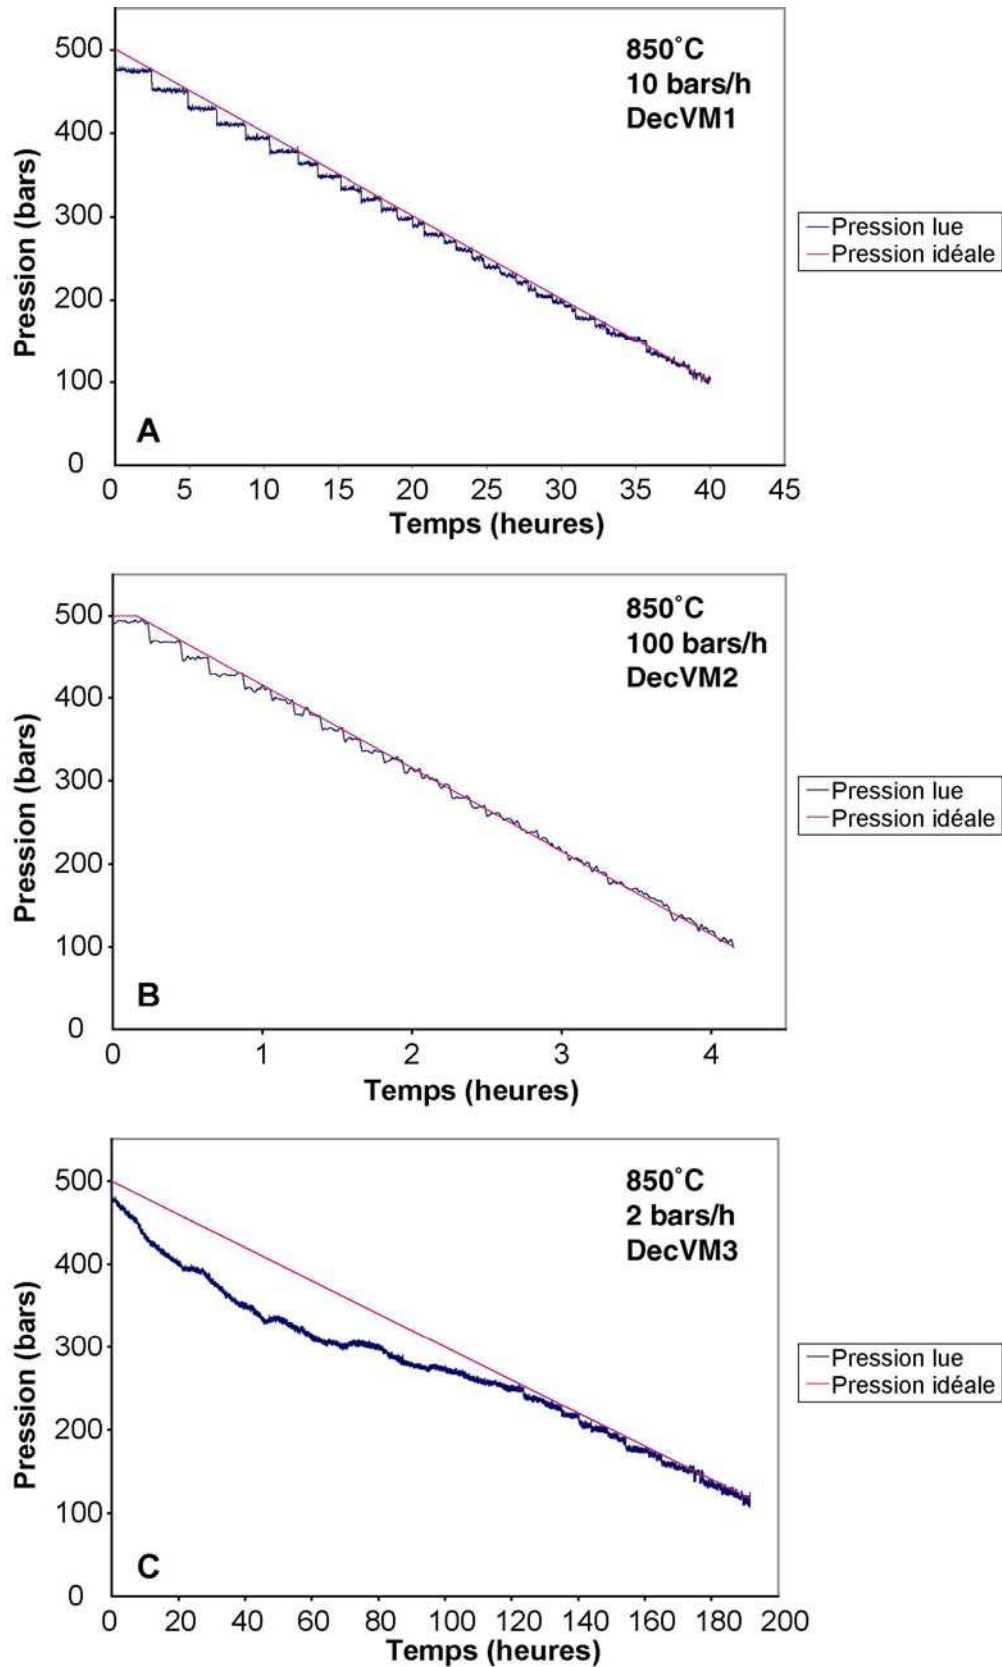 850°C
10 bars/h
DecVM1
Pression (bars)
500
400
300
200
100
0
A
0 5 10 15 20 25 30 35 40 45
Temps (heures)
Pression lue
Pression idéale
850°C
100 bars/h
DecVM2
Pression (bars)
500
400
300
200
100
0
B
0 1 2 3 4
Temps (heures)
Pression lue
Pression idéale
850°C
2 bars/h
DecVM3
Pression (bars)
500
400
300
200
100
0
C
0 20 40 60 80 100 120 140 160 180 200
Temps (heures)
Pression lue
Pression idéale